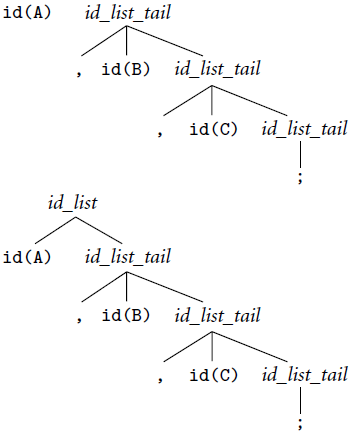 id(A) id_list_tail
, id(B) id_list_tail
, id(C) id_list_tail
;
id_list
id(A) id_list_tail
, id(B) id_list_tail
, id(C) id_list_tail
;